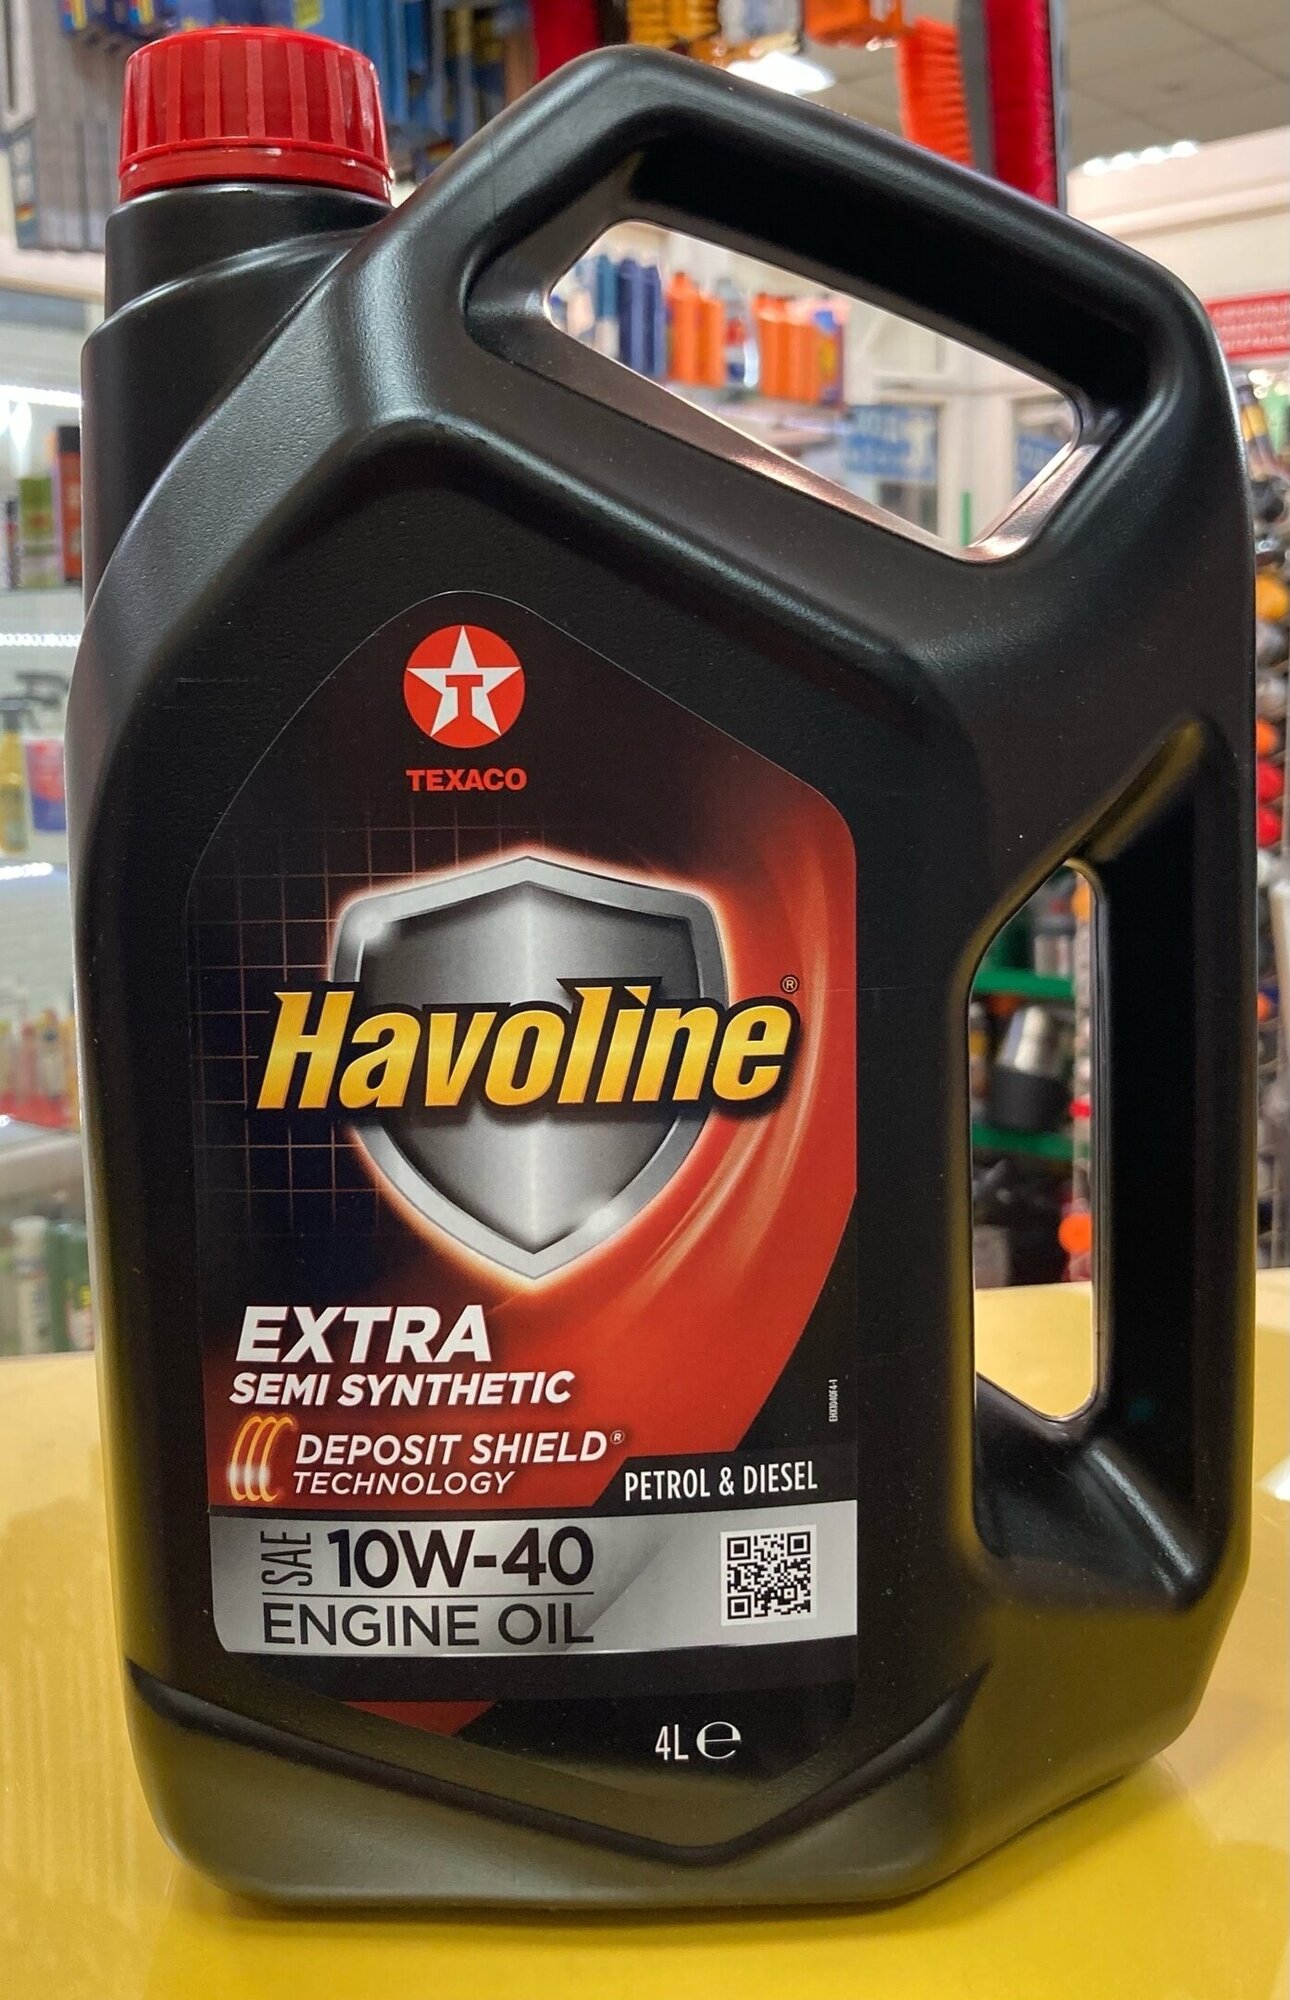 TEXACO
Havoline®
EXTRA
SEMI SYNTHETIC
DEPOSIT SHIELD®
TECHNOLOGY
PETROL & DIESEL
SAE 10W-40
ENGINE OIL
4L ℮